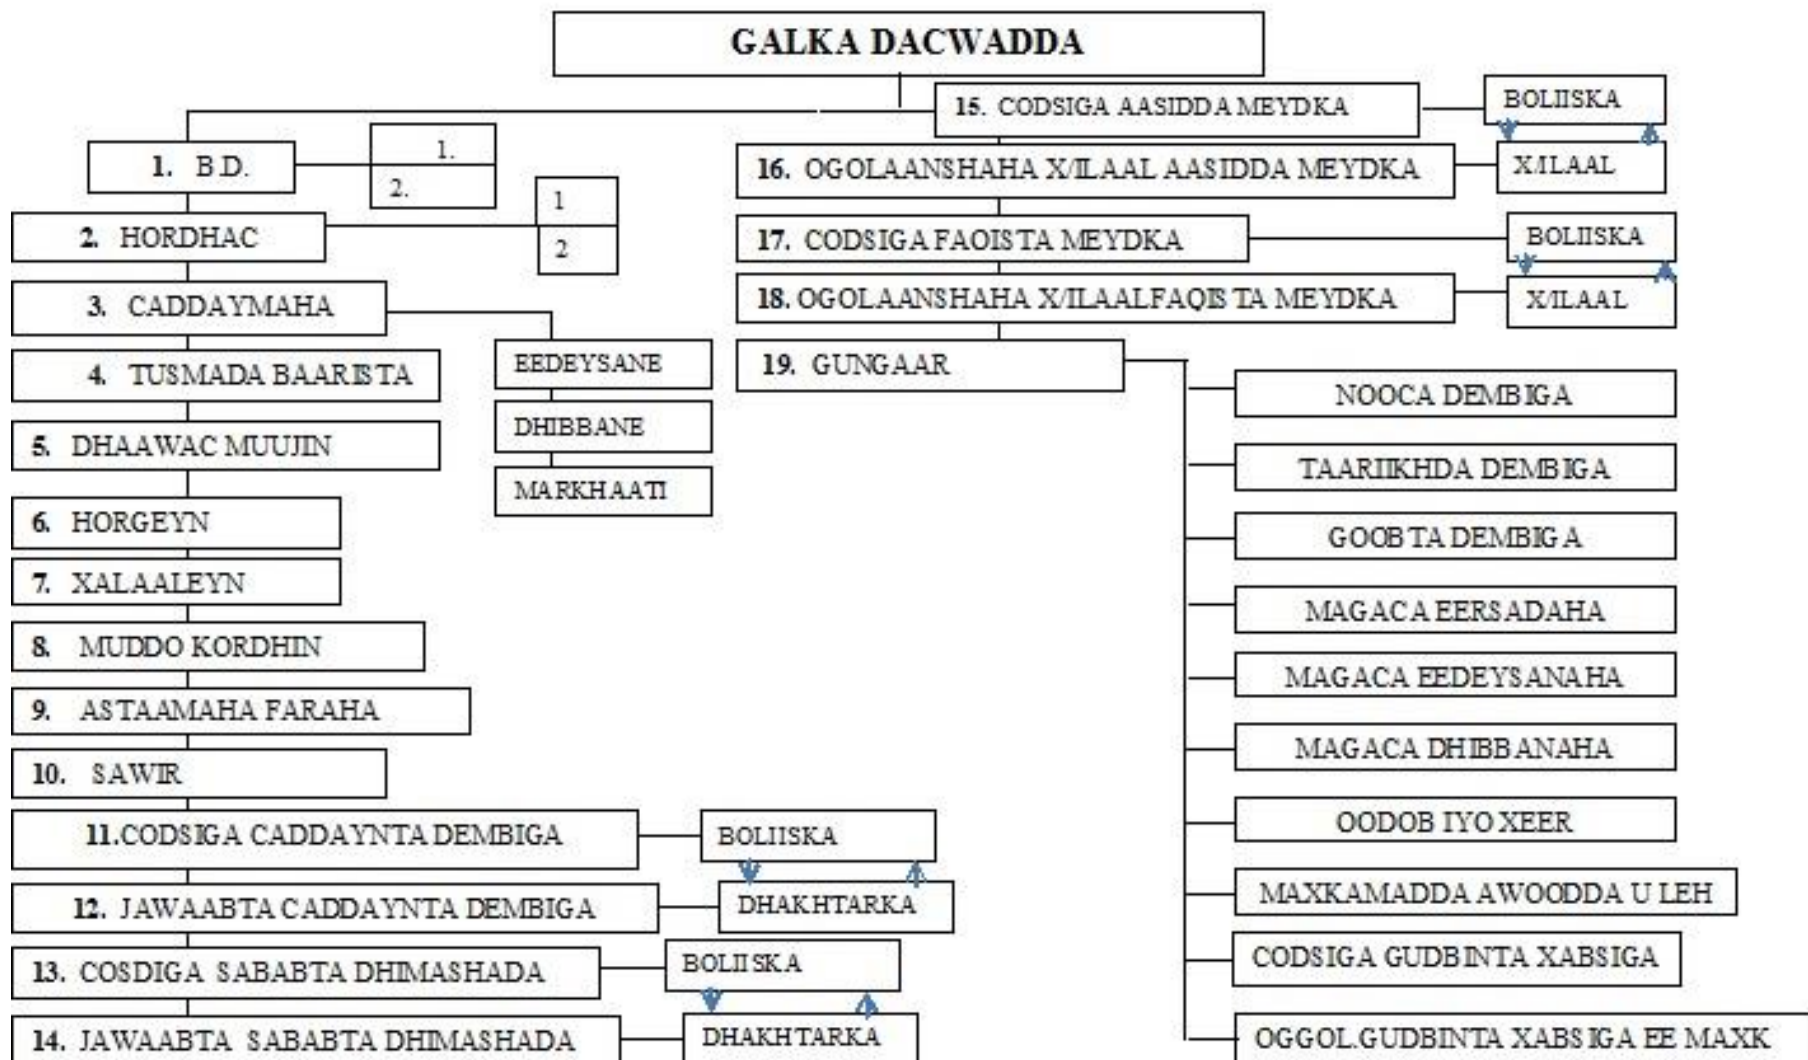 GALKA DACWADDA
1. B.D.
1.
2.
2. HORDHAC
1
2
3. CADDAYMAHA
EEDEYSANE
DHIBBANE
MARKHAATI
4. TUSMADA BAARISTA
5. DHAAWAC MUUJIN
6. HORGEYN
7. XALAALEYN
8. MUDDO KORDHIN
9. ASTAAMAHA FARAHA
10. SAWIR
11.CODSIGA CADDAYNTA DEMBIGA
BOLIISKA
12. JAWAABTA CADDAYNTA DEMBIGA
DHAKHTARKA
13. COSDIGA SABABTA DHIMASHADA
BOLIISKA
14. JAWAABTA SABABTA DHIMASHADA
DHAKHTARKA
15. CODSIGA AASIDDA MEYDKA
BOLIISKA
16. OGOLAANSHAHA X/ILAAL AASIDDA MEYDKA
X/ILAAL
17. CODSIGA FAOISTA MEYDKA
BOLIISKA
18. OGOLAANSHAHA X/ILAALFAQISTA MEYDKA
X/ILAAL
19. GUNGAAR
NOOCA DEMBIGA
TAARIIKHDA DEMBIGA
GOOBTA DEMBIGA
MAGACA EERSADAHA
MAGACA EEDEYSANAHA
MAGACA DHIBBANAHA
OODOB IYO XEER
MAXKAMADDA AWOODDA U LEH
CODSIGA GUDBINTA XABSIGA
OGGOL.GUDBINTA XABSIGA EE MAXK